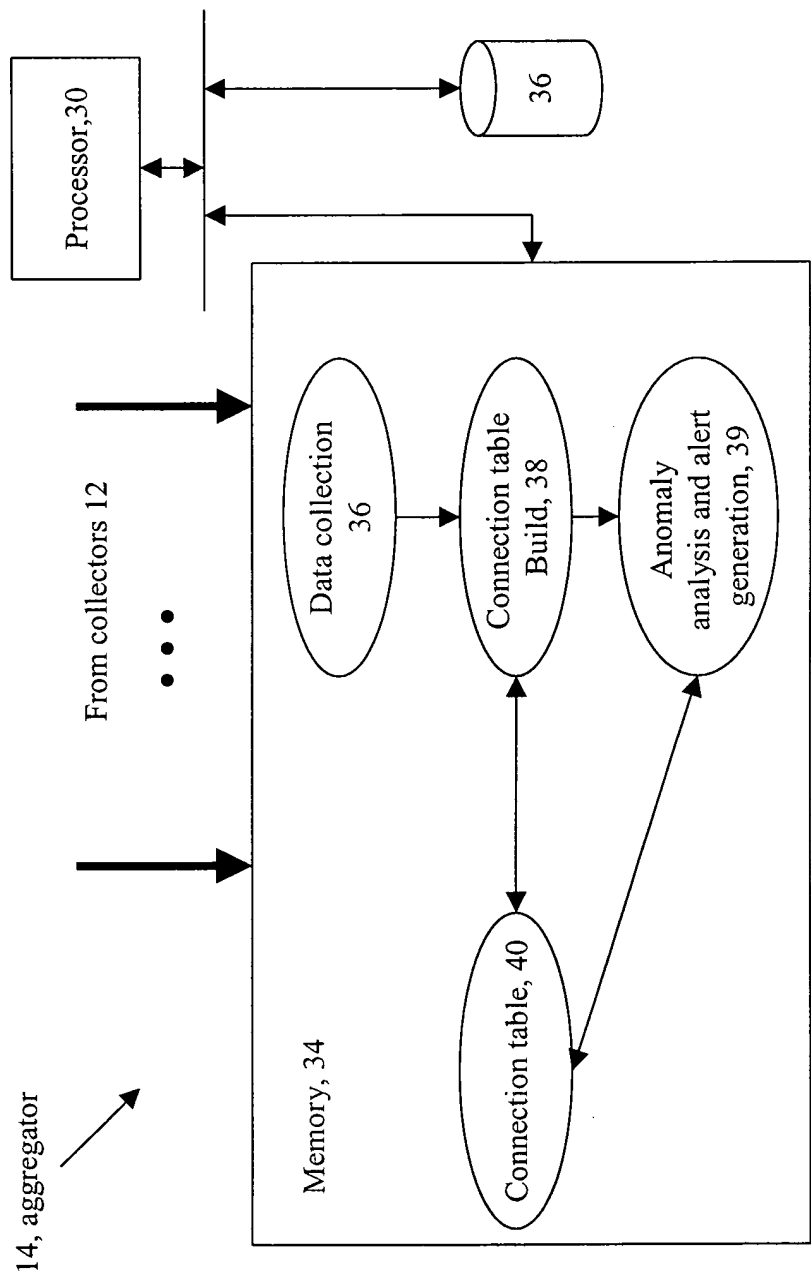 14, aggregator
From collectors 12
Processor,30
Memory, 34
Data collection
36
36
Connection table, 40
Connection table
Build, 38
Anomaly
analysis and alert
generation, 39